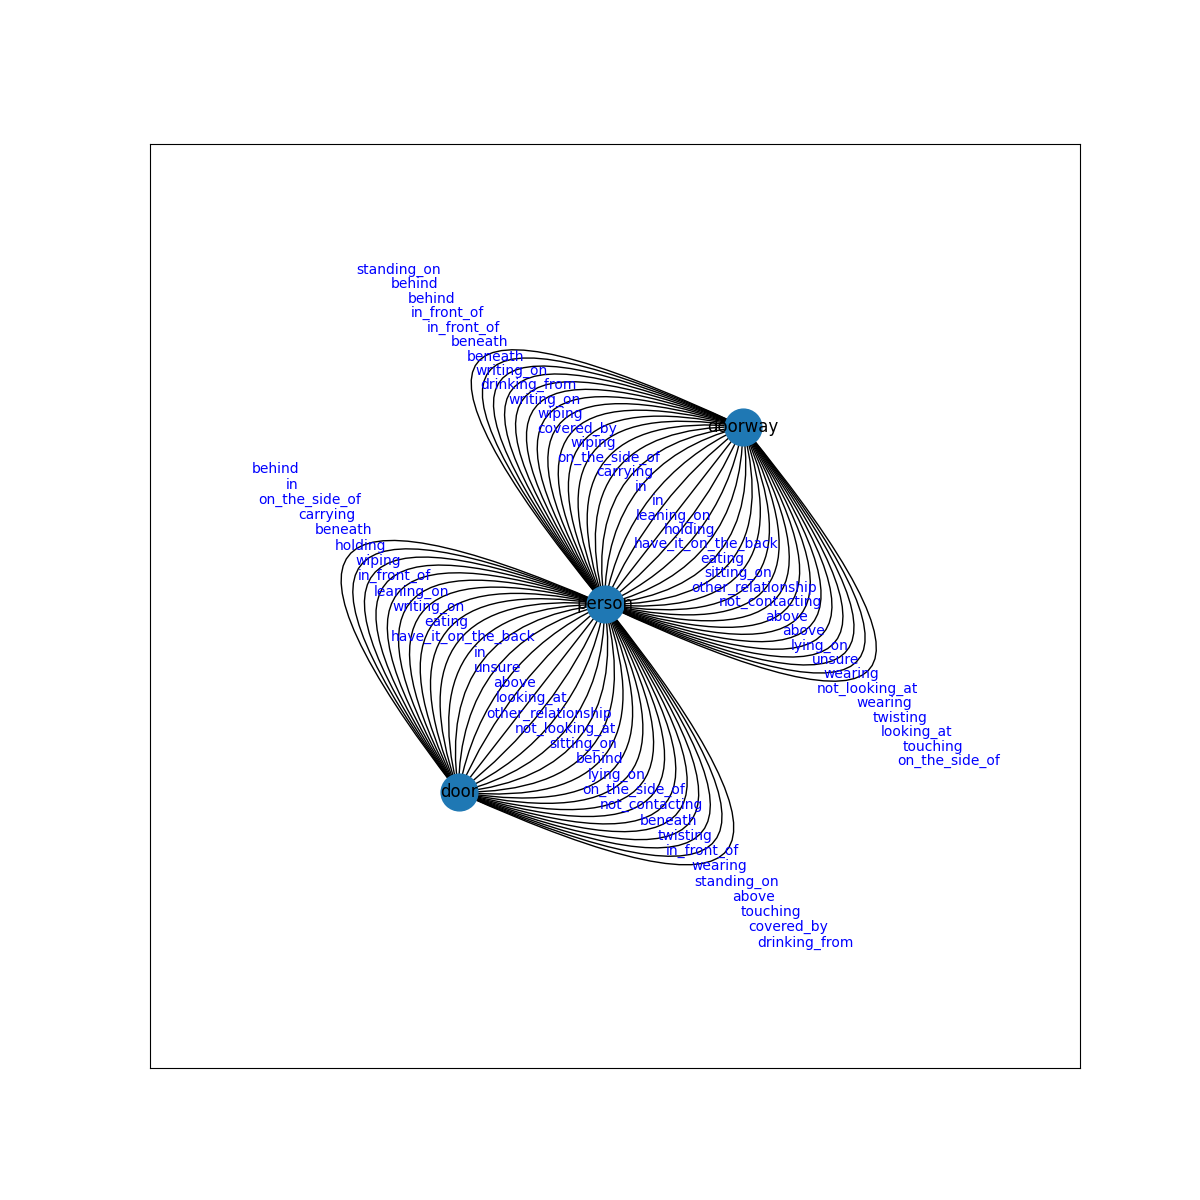 standing_on
behind
behind
in_front_of
in_front_of
beneath
beneath
writing_on
drinking_from
writing_on
wiping
covered_by
doorway
wiping
on_the_side_of
carrying
in
in
leaning_on
holding
have_it_on_the_back
eating
sitting_on
other_relationship
not_contacting
above
above
lying_on
unsure
wearing
not_looking_at
wearing
twisting
looking_at
touching
on_the_side_of
person
behind
in
on_the_side_of
carrying
beneath
holding
wiping
in_front_of
leaning_on
writing_on
eating
have_it_on_the_back
in
unsure
above
looking_at
other_relationship
not_looking_at
sitting_on
behind
lying_on
on_the_side_of
door
not_contacting
beneath
twisting
in_front_of
wearing
standing_on
above
touching
covered_by
drinking_from